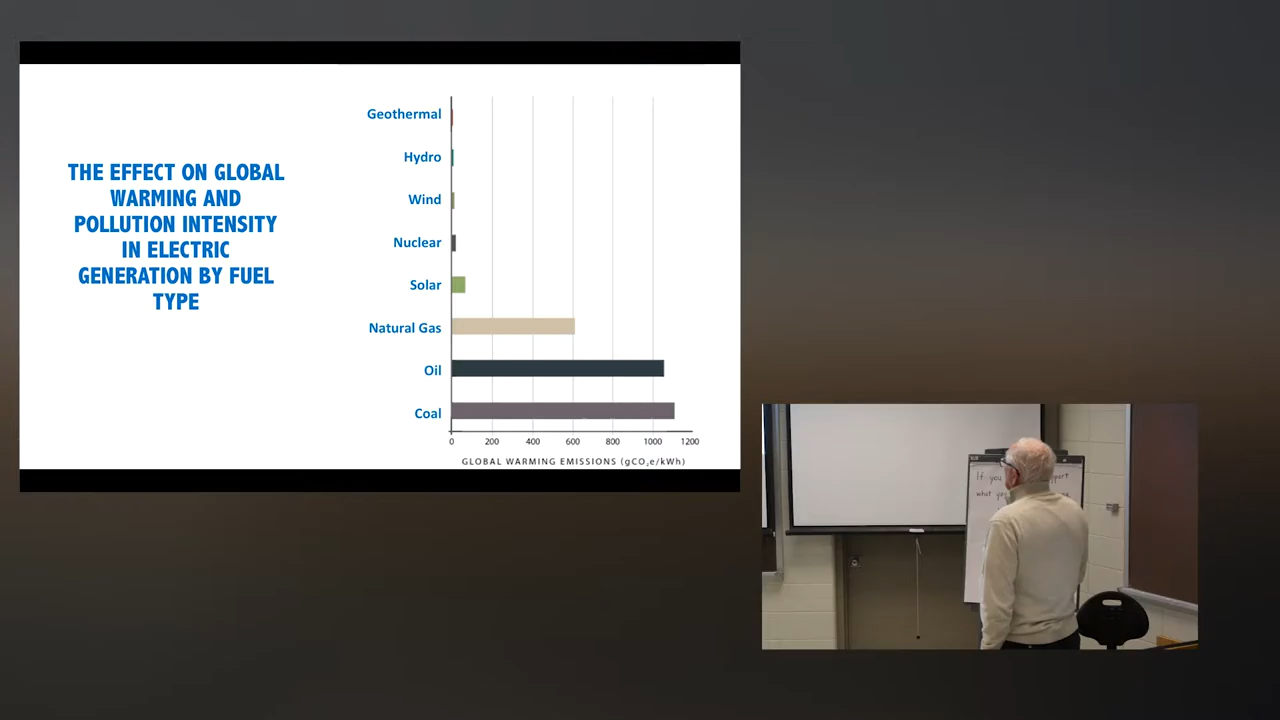 THE EFFECT ON GLOBAL
WARMING AND
POLLUTION INTENSITY
IN ELECTRIC
GENERATION BY FUEL
TYPE
Geothermal
Hydro
Wind
Nuclear
Solar
Natural Gas
Oil
Coal
0 200 400 600 800 1000 1200
GLOBAL WARMING EMISSIONS (gCO₂e/kWh)
If you
what